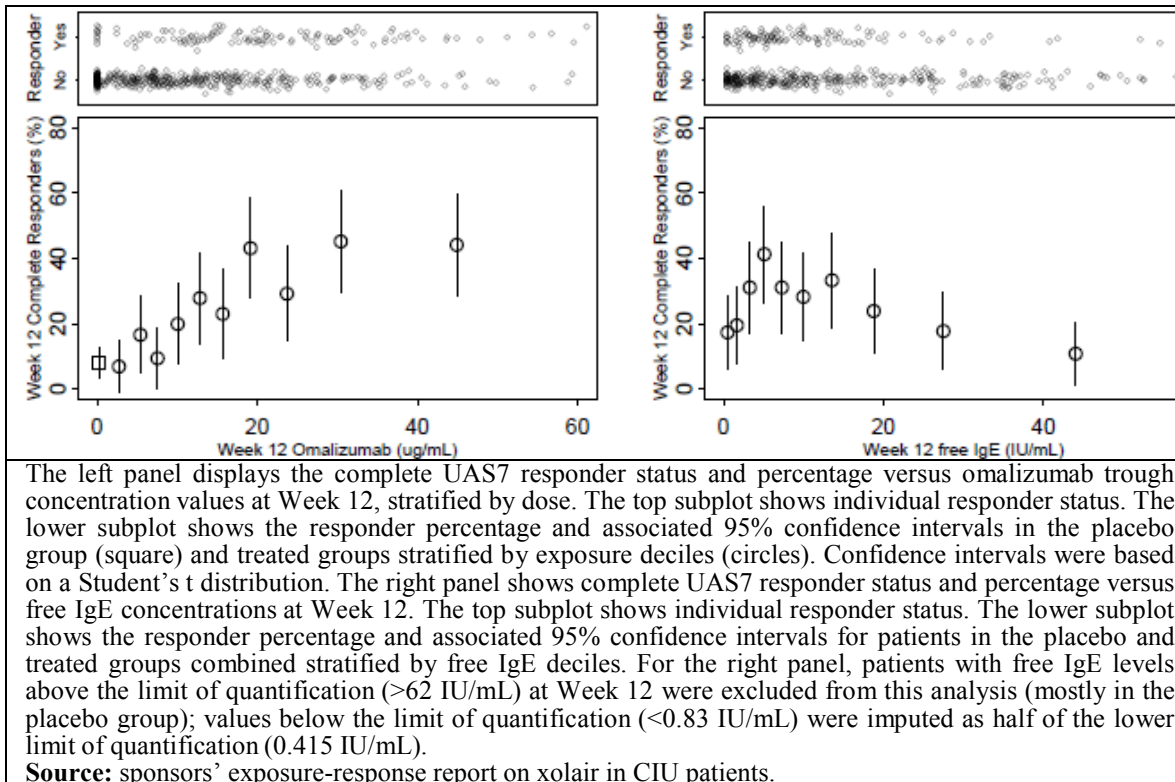 Responder
Yes
No
Week 12 Complete Responders (%)
80
60
40
20
0
0 20 40 60
Week 12 Omalizumab (ug/mL)
Responder
Yes
No
Week 12 Complete Responders (%)
80
60
40
20
0
0 20 40
Week 12 free IgE (IU/mL)
The left panel displays the complete UAS7 responder status and percentage versus omalizumab trough
concentration values at Week 12, stratified by dose. The top subplot shows individual responder status. The
lower subplot shows the responder percentage and associated 95% confidence intervals in the placebo
group (square) and treated groups stratified by exposure deciles (circles). Confidence intervals were based
on a Student's t distribution. The right panel shows complete UAS7 responder status and percentage versus
free IgE concentrations at Week 12. The top subplot shows individual responder status. The lower subplot
shows the responder percentage and associated 95% confidence intervals for patients in the placebo and
treated groups combined stratified by free IgE deciles. For the right panel, patients with free IgE levels
above the limit of quantification (>62 IU/mL) at Week 12 were excluded from this analysis (mostly in the
placebo group); values below the limit of quantification (<0.83 IU/mL) were imputed as half of the lower
limit of quantification (0.415 IU/mL).
Source: sponsors' exposure-response report on xolair in CIU patients.